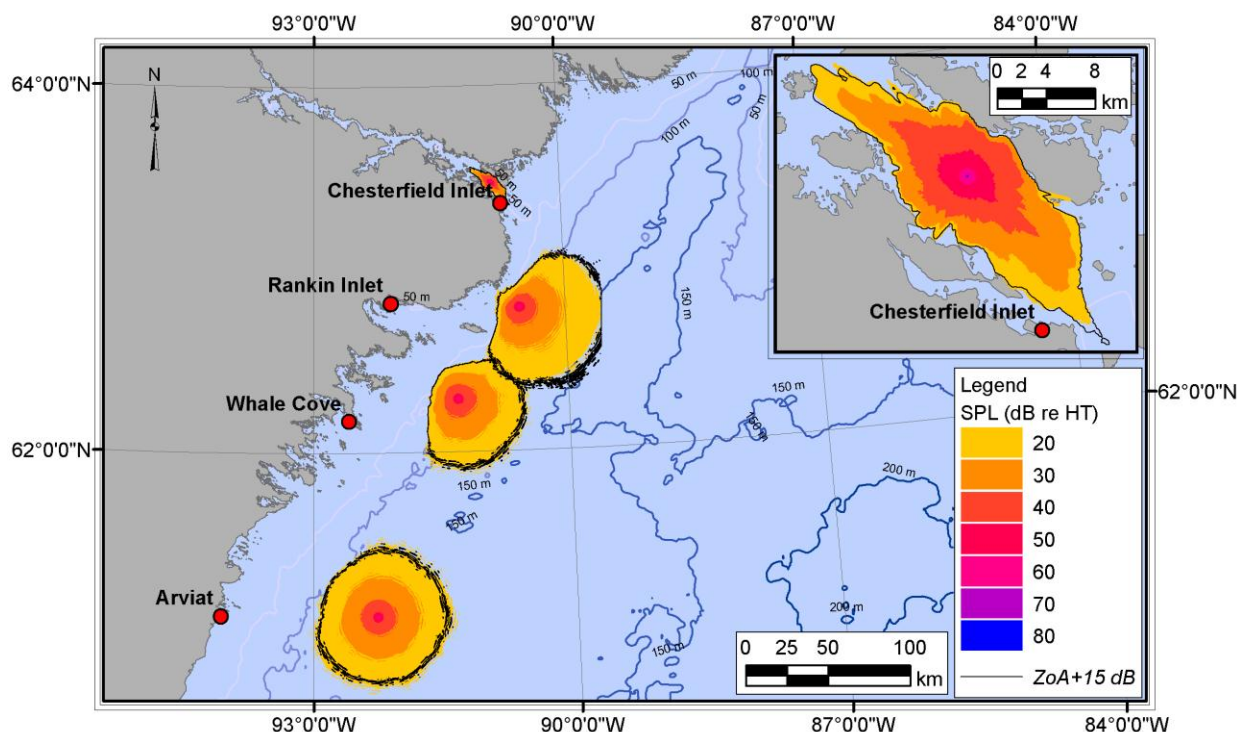 93°0'0"W 90°0'0"W 87°0'0"W 84°0'0"W
64°0'0"N
N
50 m
100 m
50 m
100 m
50 m
0 2 4 8
km
50 m
Chesterfield Inlet
50 m
150 m
Rankin Inlet
50 m
Chesterfield Inlet
Whale Cove
150 m
150 m
62°0'0"N
62°0'0"N
150 m
150 m
200 m
Legend
SPL (dB re HT)
20
30
40
50
60
70
80
ZoA+15 dB
Arviat
200 m
150 m
0 25 50 100
km
93°0'0"W 90°0'0"W 87°0'0"W 84°0'0"W